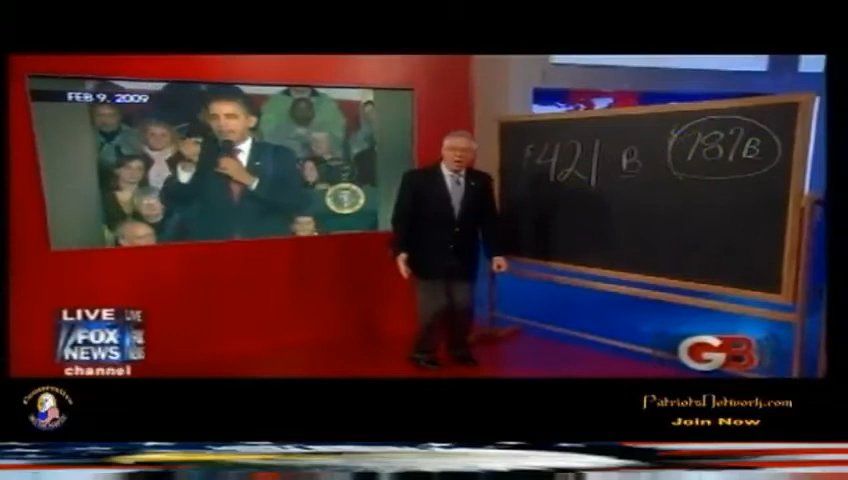 FEB 9, 2009
$421 B
787B
LIVE
FOX
NEWS
channel
GB
PatriotsNetwork.com
Join Now